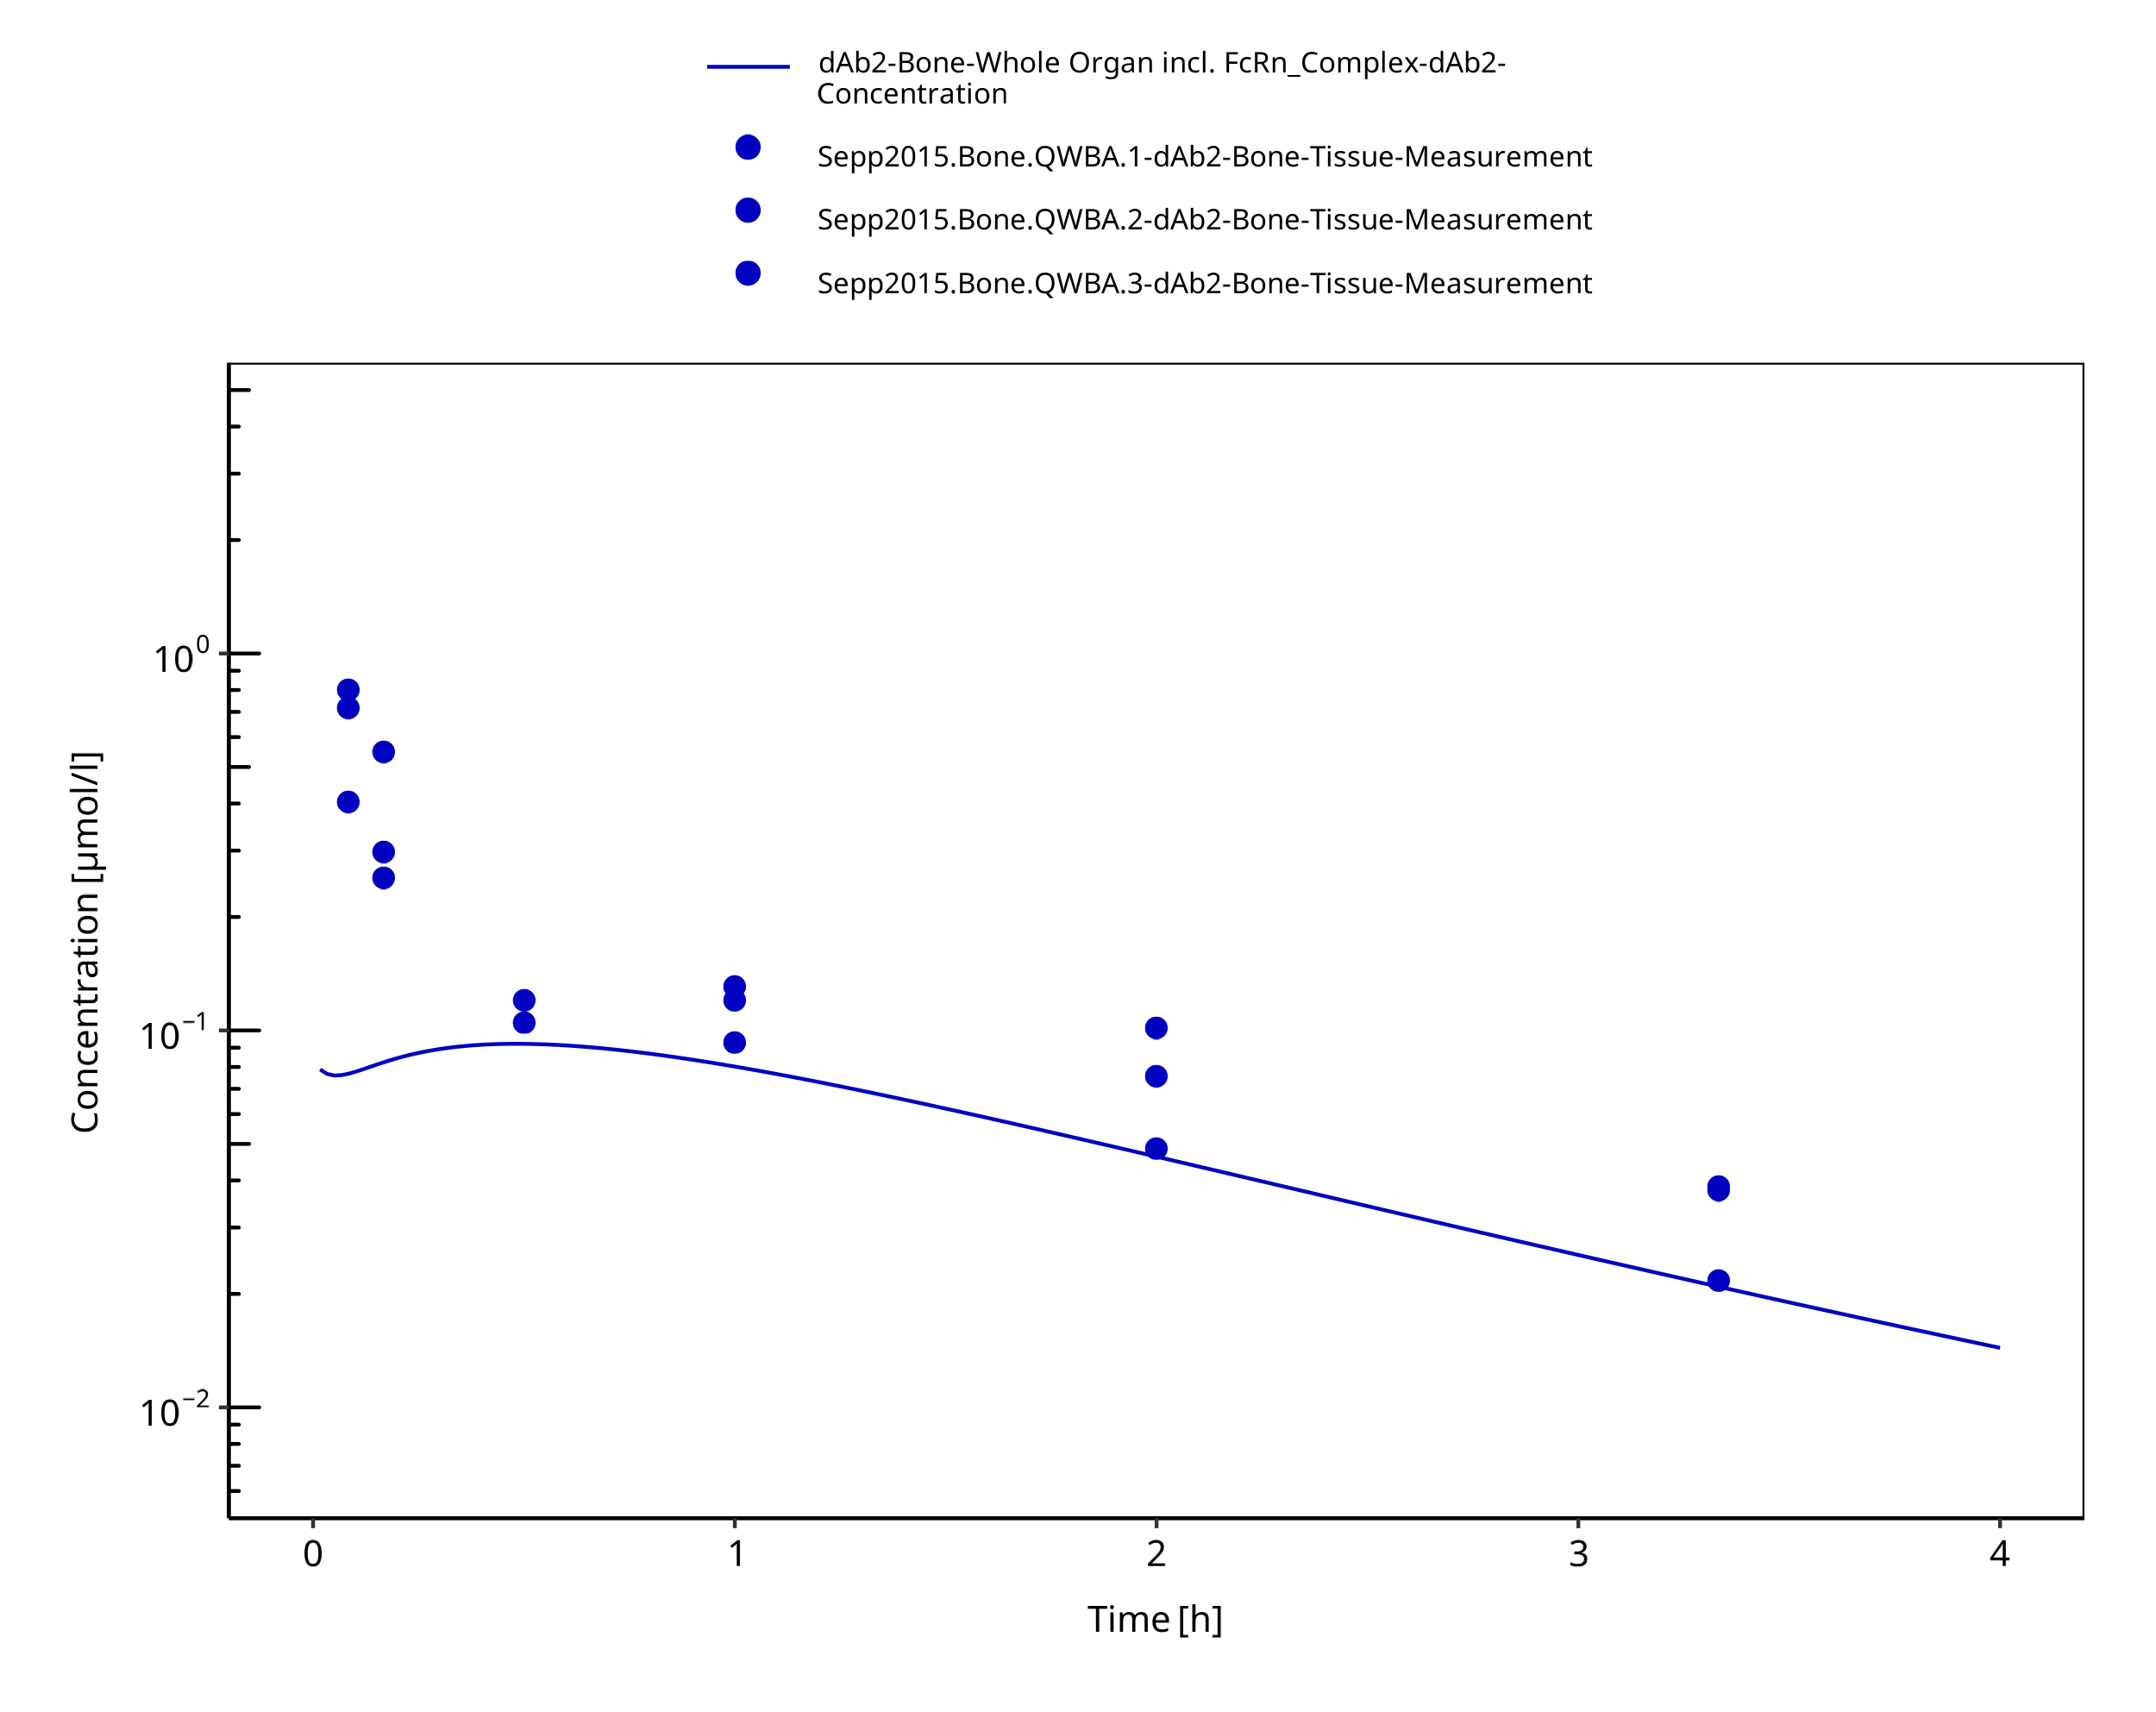 dAb2-Bone-Whole Organ incl. FcRn_Complex-dAb2-
Concentration
Sepp2015.Bone.QWBA.1-dAb2-Bone-Tissue-Measurement
Sepp2015.Bone.QWBA.2-dAb2-Bone-Tissue-Measurement
Sepp2015.Bone.QWBA.3-dAb2-Bone-Tissue-Measurement
Concentration [µmol/l]
10⁰
10⁻¹
10⁻²
0 1 2 3 4
Time [h]